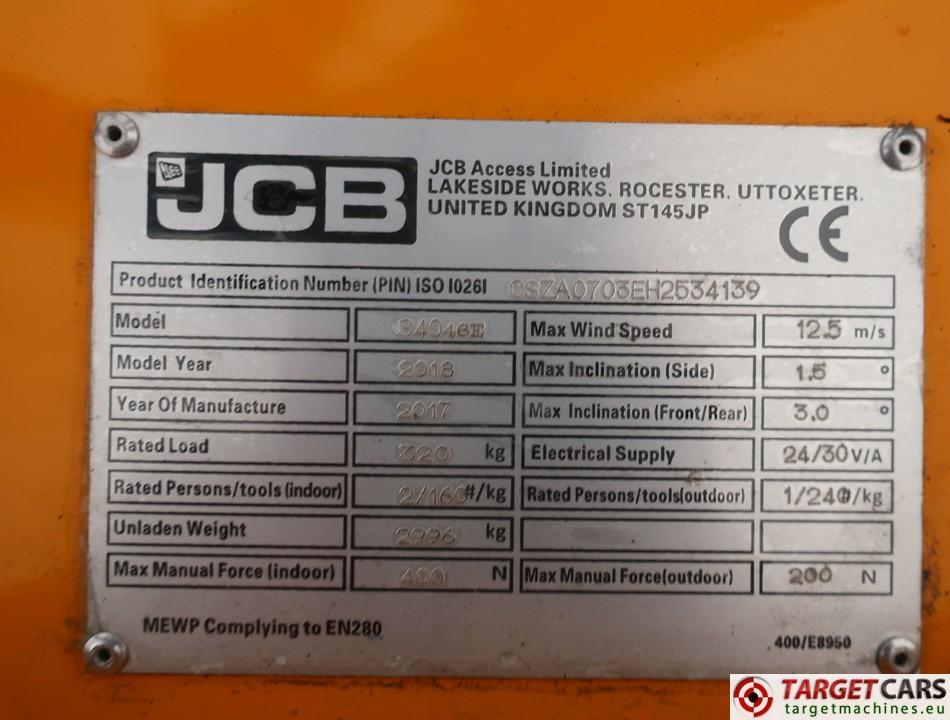 JCB
JCB Access Limited
LAKESIDE WORKS. ROCESTER. UTTOXETER.
UNITED KINGDOM ST145JP
CE
Product Identification Number (PIN) ISO I026I CSZA0703EH2534139
Model S4046E Max Wind Speed 12.5 m/s
Model Year 2018 Max Inclination (Side) 1.5 °
Year Of Manufacture 2017 Max Inclination (Front/Rear) 3.0 °
Rated Load 320 kg Electrical Supply 24/30 V/A
Rated Persons/tools (indoor) 2/160 #/kg Rated Persons/tools(outdoor) 1/240 #/kg
Unladen Weight 2996 kg
Max Manual Force (indoor) 400 N Max Manual Force(outdoor) 200 N
MEWP Complying to EN280
400/E8950
TARGETCARS
targetmachines.eu